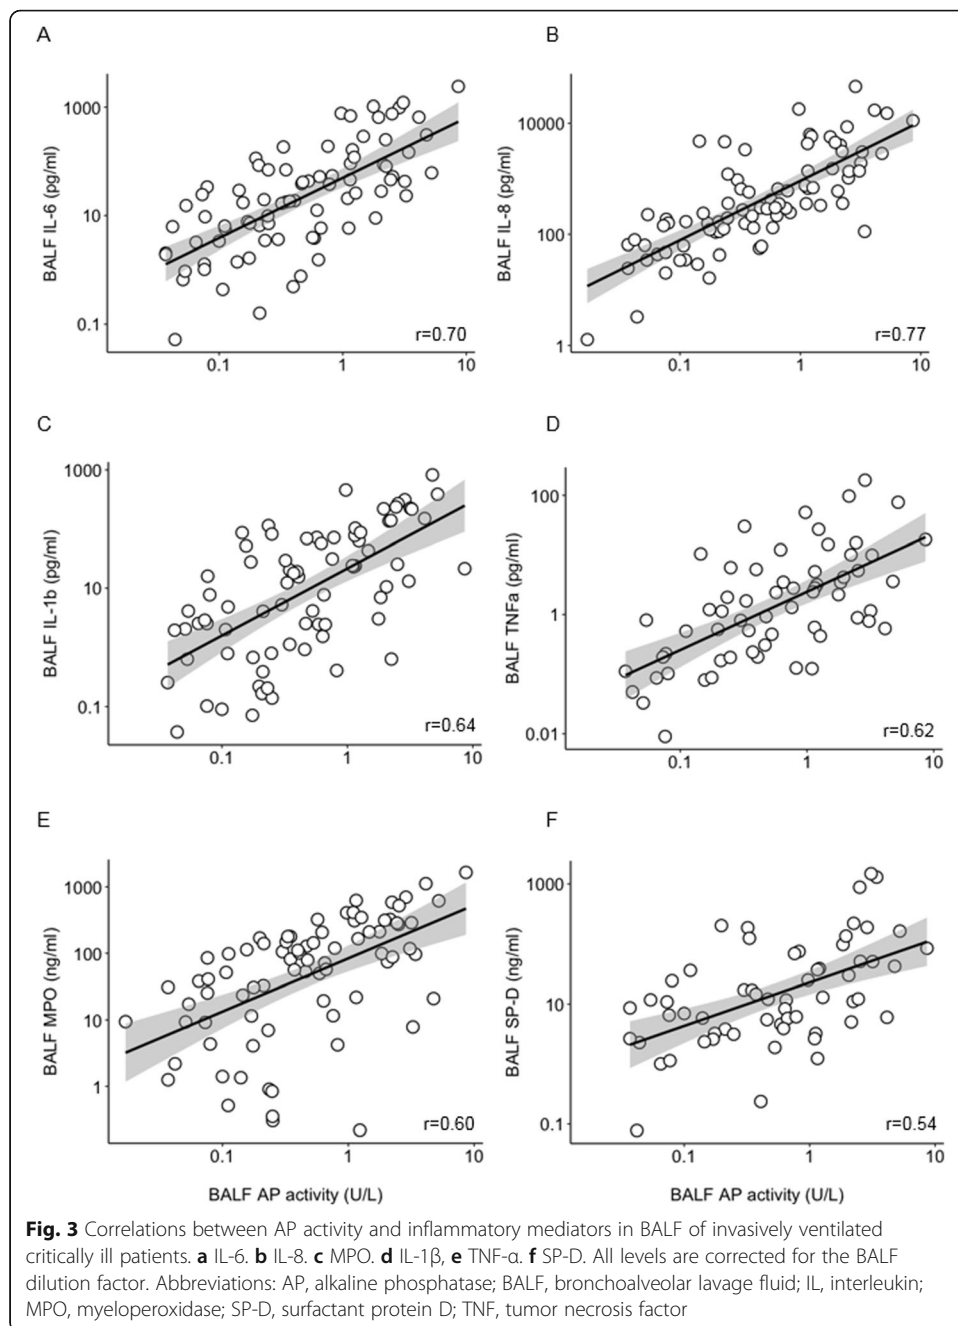 A
B
BALF IL-6 (pg/ml)
1000
10
0.1
r=0.70
0.1 1 10
BALF IL-8 (pg/ml)
10000
100
1
r=0.77
0.1 1 10
C
D
BALF IL-1b (pg/ml)
1000
10
0.1
r=0.64
0.1 1 10
BALF TNFa (pg/ml)
100
1
0.01
r=0.62
0.1 1 10
E
F
BALF MPO (ng/ml)
1000
100
10
1
r=0.60
0.1 1 10
BALF AP activity (U/L)
BALF SP-D (ng/ml)
1000
10
0.1
r=0.54
0.1 1 10
BALF AP activity (U/L)
Fig. 3 Correlations between AP activity and inflammatory mediators in BALF of invasively ventilated
critically ill patients. a IL-6. b IL-8. c MPO. d IL-1β, e TNF-α. f SP-D. All levels are corrected for the BALF
dilution factor. Abbreviations: AP, alkaline phosphatase; BALF, bronchoalveolar lavage fluid; IL, interleukin;
MPO, myeloperoxidase; SP-D, surfactant protein D; TNF, tumor necrosis factor